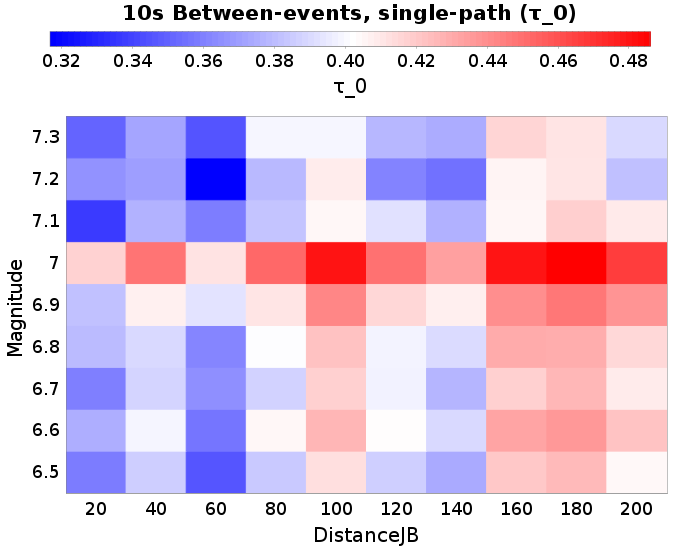 10s Between-events, single-path (τ_0)
0.32 0.34 0.36 0.38 0.40 0.42 0.44 0.46 0.48
τ_0
7.3
7.2
7.1
7
6.9
6.8
6.7
6.6
6.5
Magnitude
20 40 60 80 100 120 140 160 180 200
DistanceJB